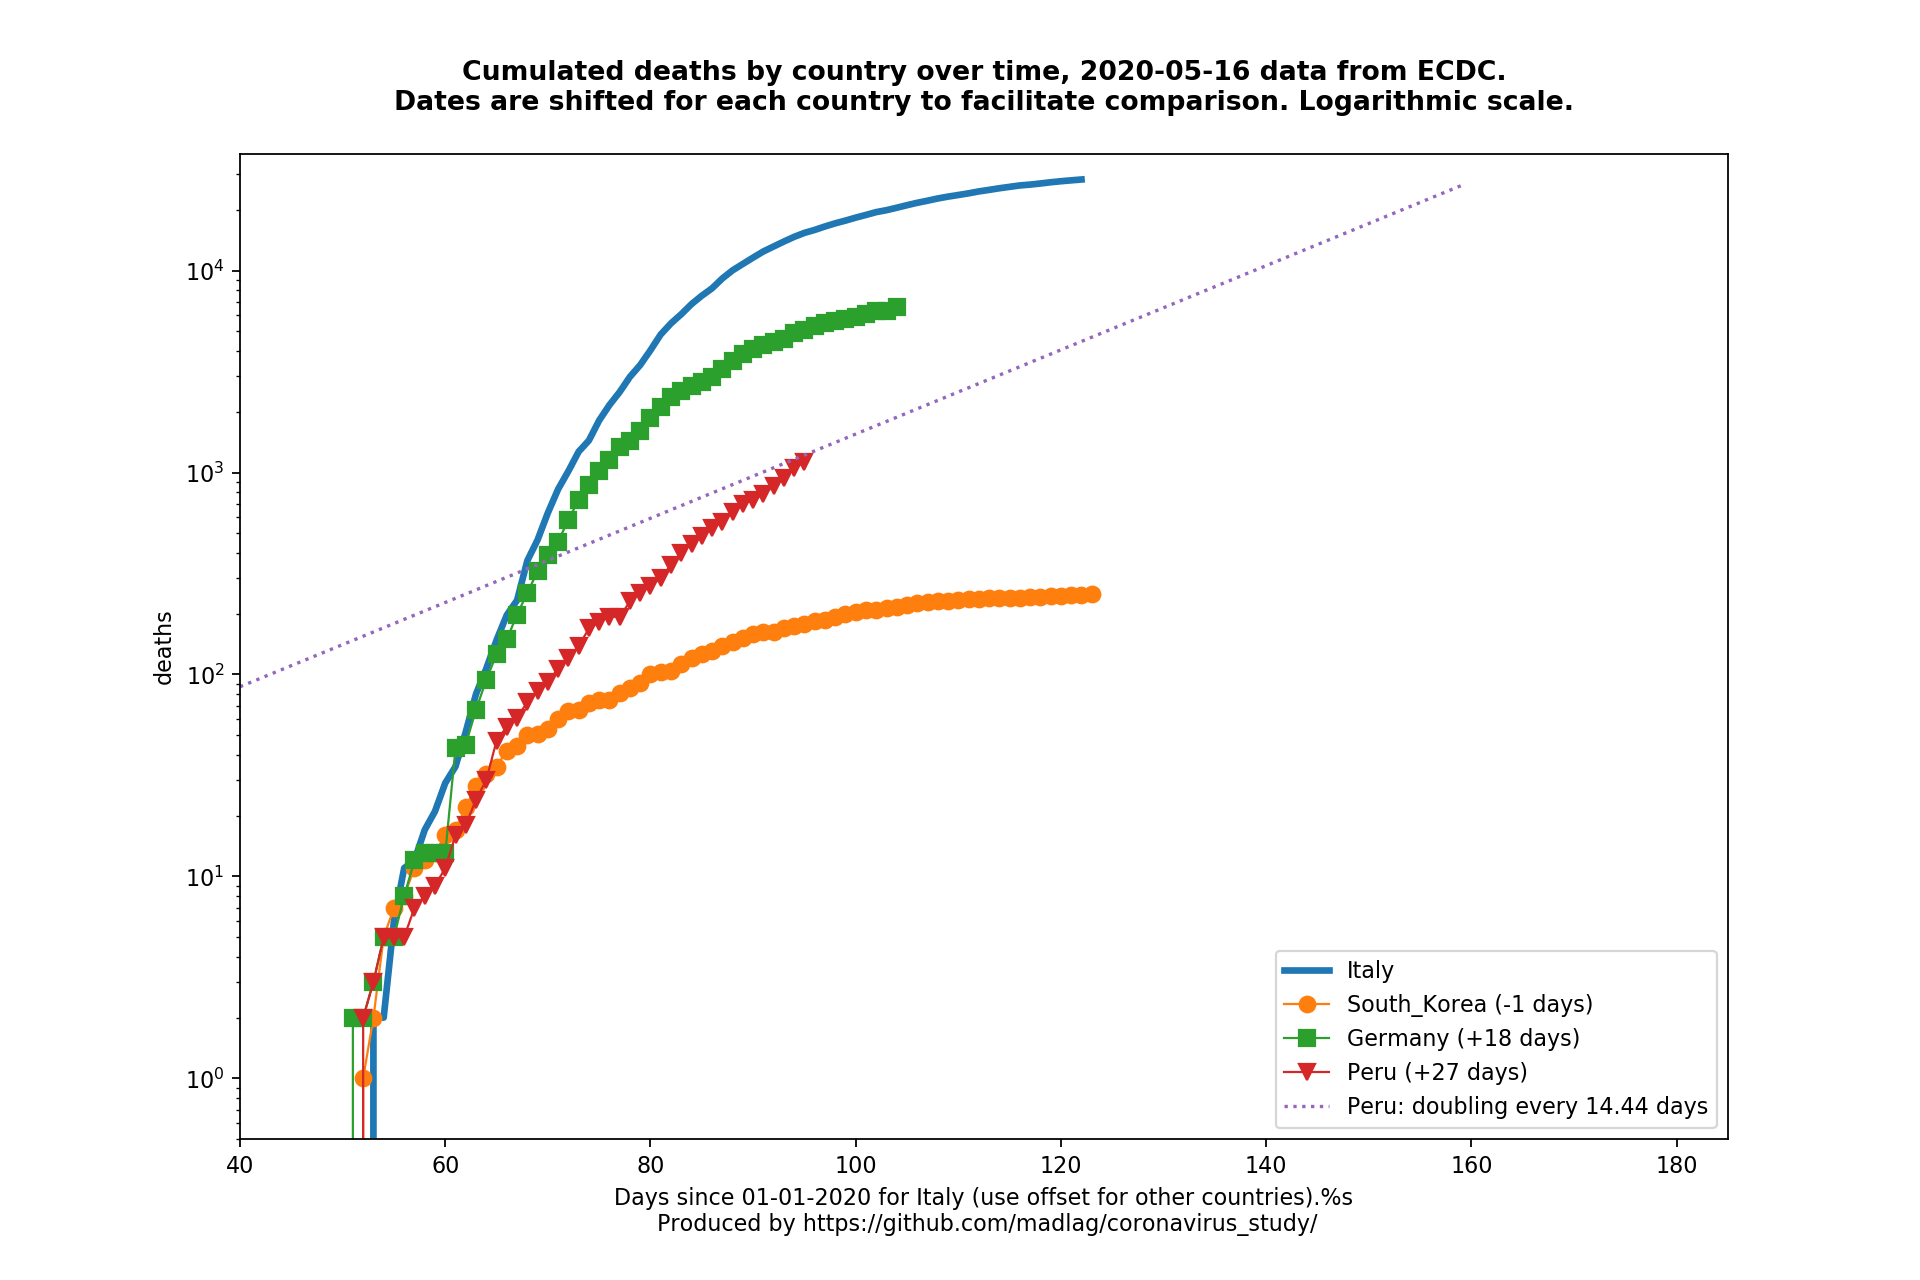 Cumulated deaths by country over time, 2020-05-16 data from ECDC.
Dates are shifted for each country to facilitate comparison. Logarithmic scale.
10⁴
10³
10²
10¹
10⁰
deaths
Italy
South_Korea (-1 days)
Germany (+18 days)
Peru (+27 days)
Peru: doubling every 14.44 days
40 60 80 100 120 140 160 180
Days since 01-01-2020 for Italy (use offset for other countries).%s
Produced by https://github.com/madlag/coronavirus_study/